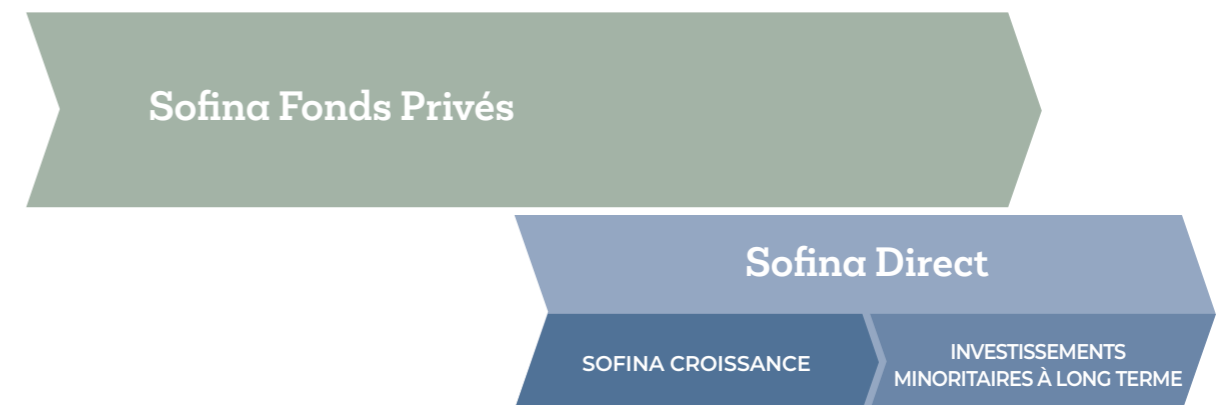 Sofina Fonds Privés
Sofina Direct
SOFINA CROISSANCE
INVESTISSEMENTS
MINORITAIRES À LONG TERME